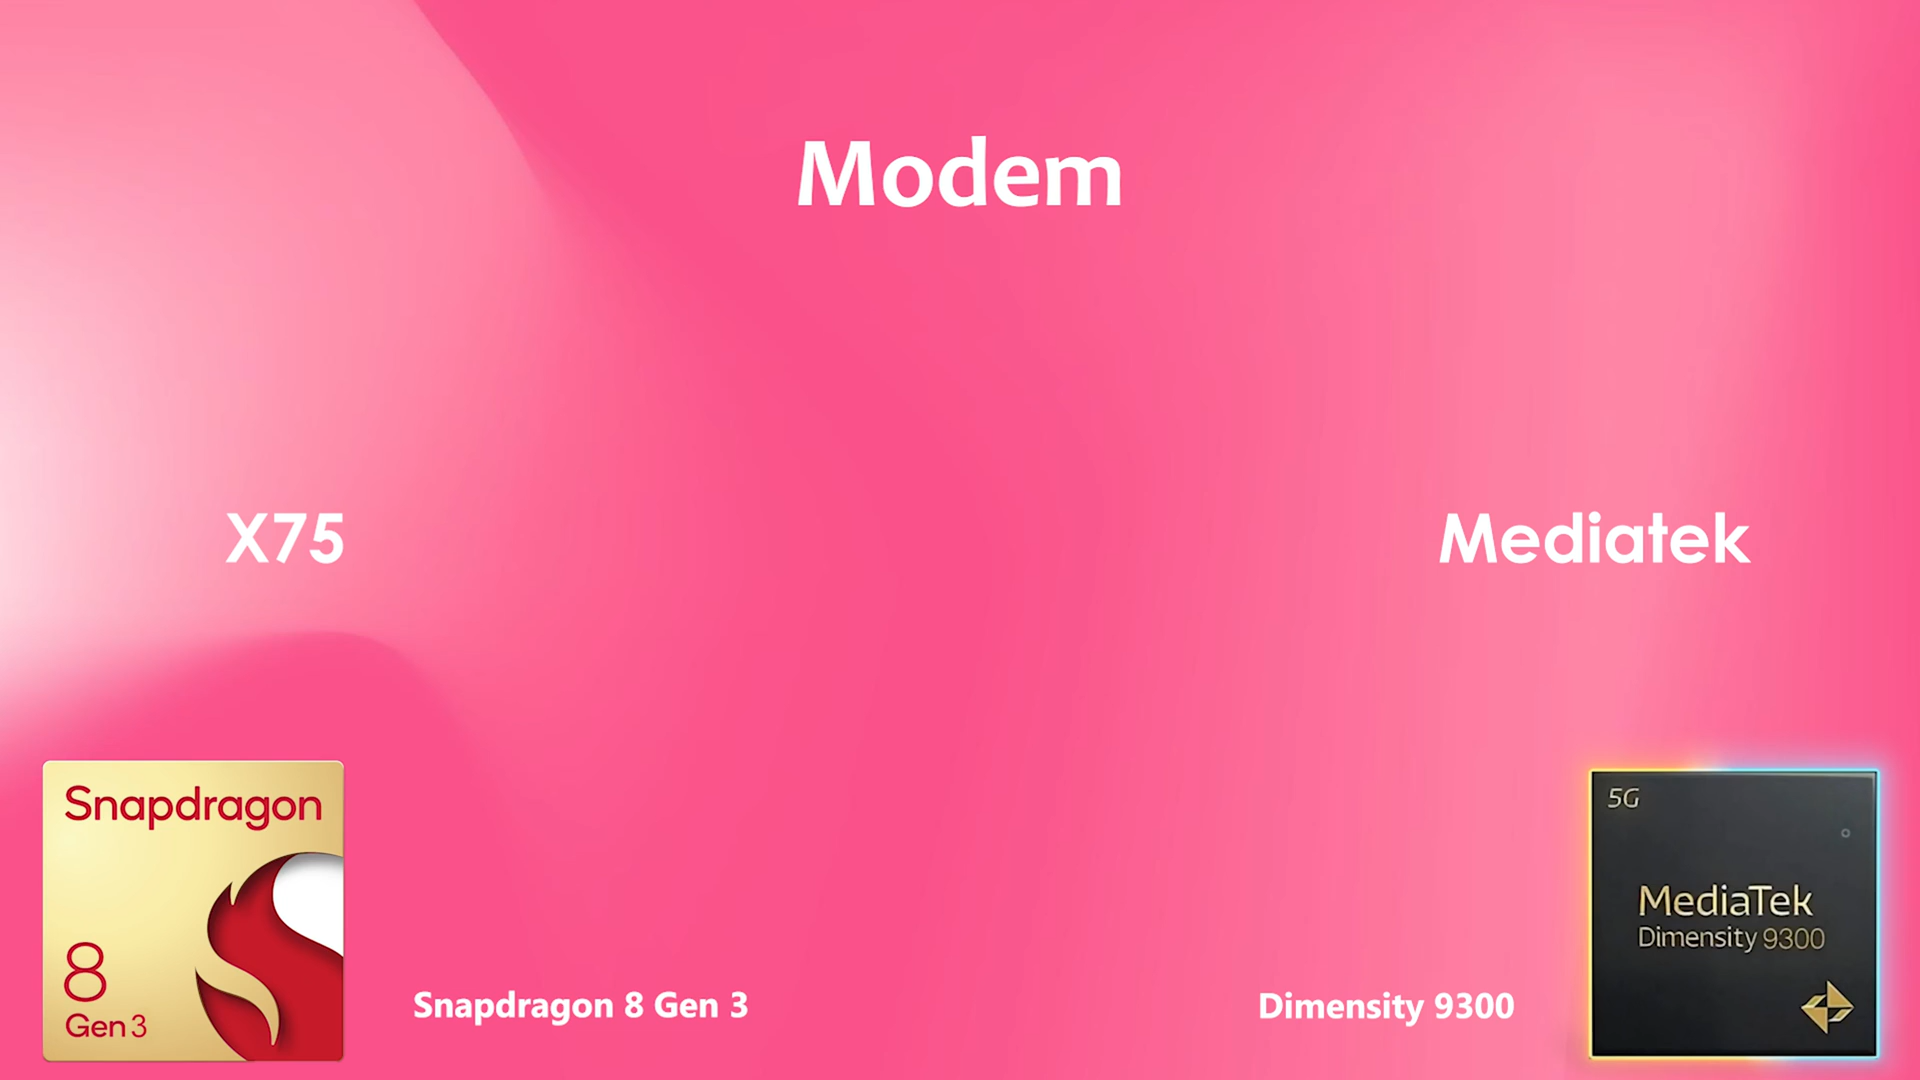 Modem
X75
Mediatek
Snapdragon
8
Gen 3
Snapdragon 8 Gen 3
Dimensity 9300
5G
MediaTek
Dimensity 9300